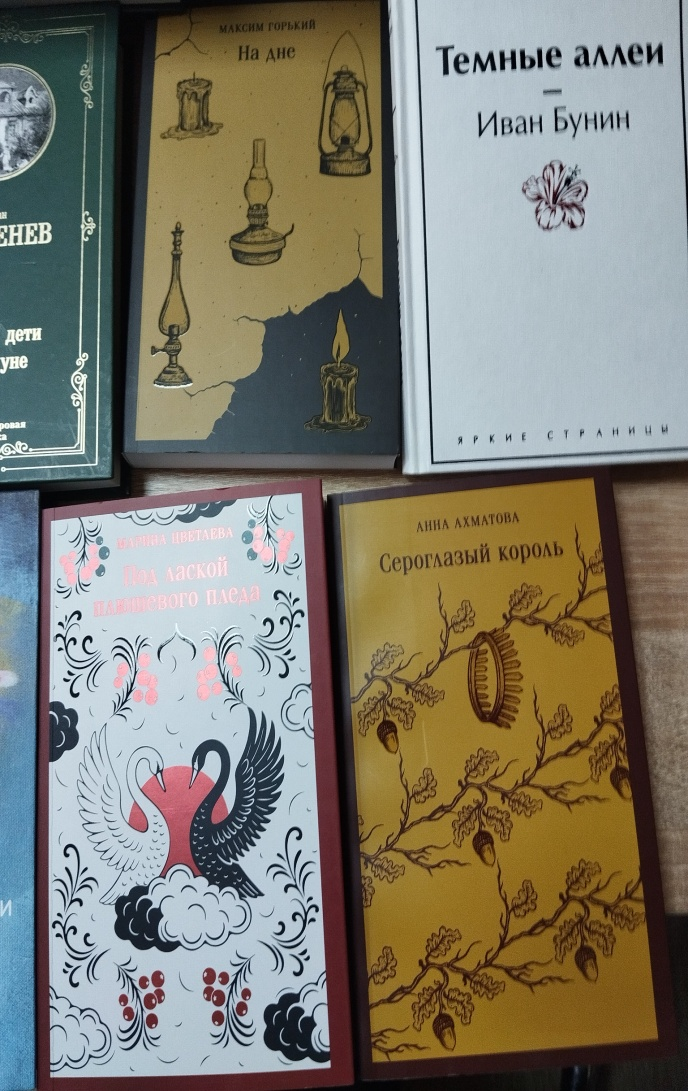 ЕНЕВ
дети
МАКСИМ ГОРЬКИЙ
На дне
Темные аллеи
Иван Бунин
ЯРКИЕ СТРАНИЦЫ
МАРИНА ЦВЕТАЕВА
Под лаской
плюшевого пледа
АННА АХМАТОВА
Сероглазый король